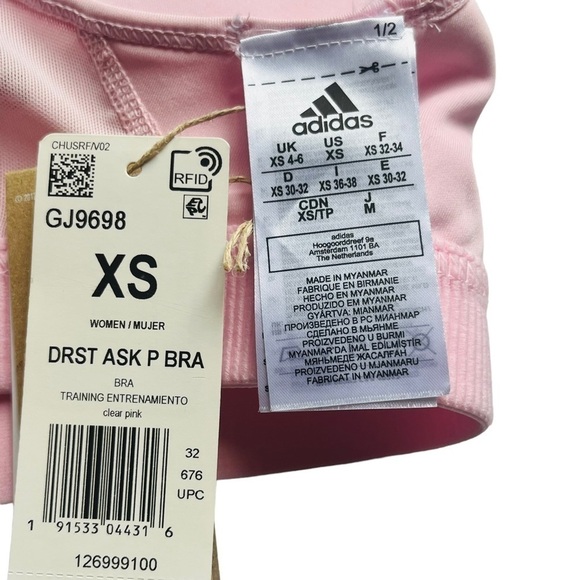 CHUSRF/V02
RFID
GJ9698
XS
WOMEN / MUJER
DRST ASK P BRA
BRA
TRAINING ENTRENAMIENTO
clear pink
32
676
UPC
1 91533 04431 6
126999100
1/2
adidas
UK US F
XS 4-6 XS XS 32-34
D I E
XS 30-32 XS 36-38 XS 30-32
CDN J
XS/TP M
adidas
Hoogoorddreef 9a
Amsterdam 1101 BA
The Netherlands
MADE IN MYANMAR
FABRIQUE EN BIRMANIE
HECHO EN MYANMAR
PRODUZIDO EM MYANMAR
GYÁRTVA: MIANMAR
ПРОИЗВЕДЕНО В РС МИАНМАР
СДЕЛАНО В МЬЯНМЕ
PROIZVEDENO U BURMI
MYANMAR'DA İMAL EDİLMİŞTİR
МЯНЬМЕДЕ ЖАСАЛҒАН
PROIZVEDENO U MJANMARU
FABRICAT IN MYANMAR